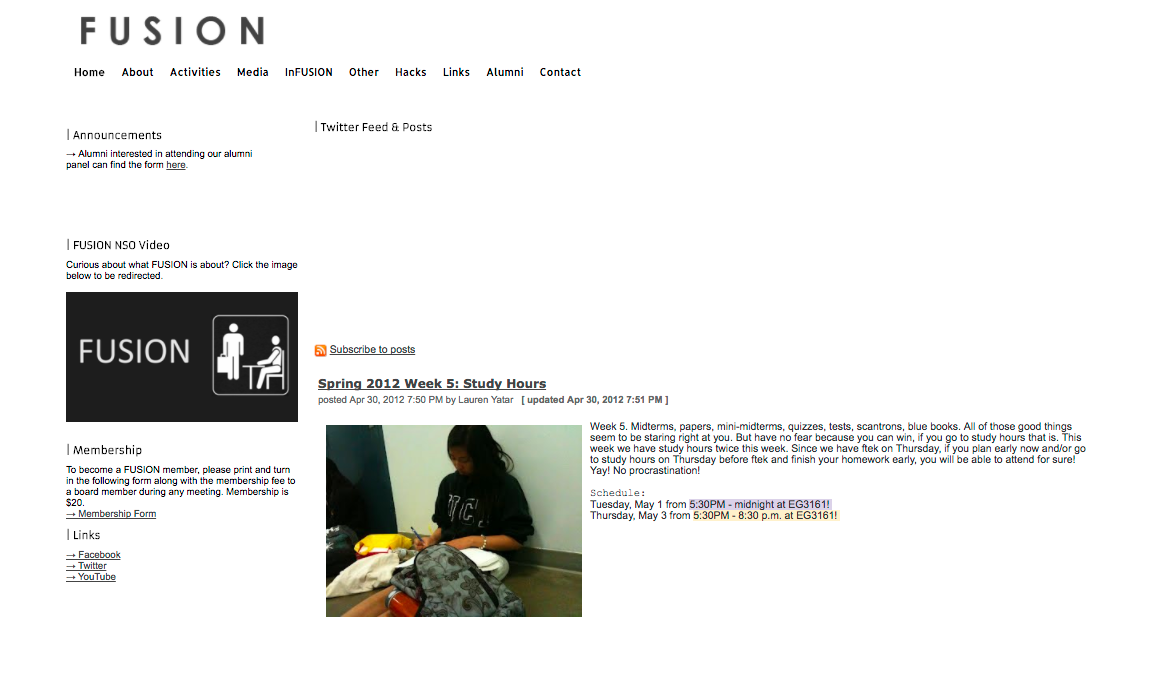 FUSION
Home About Activities Media InFUSION Other Hacks Links Alumni Contact
| Announcements
→ Alumni interested in attending our alumni
panel can find the form here.
| FUSION NSO Video
Curious about what FUSION is about? Click the image
below to be redirected.
FUSION
| Membership
To become a FUSION member, please print and turn
in the following form along with the membership fee to
a board member during any meeting. Membership is
$20.
→ Membership Form
| Links
→ Facebook
→ Twitter
→ YouTube
| Twitter Feed & Posts
Subscribe to posts
Spring 2012 Week 5: Study Hours
posted Apr 30, 2012 7:50 PM by Lauren Yatar [ updated Apr 30, 2012 7:51 PM ]
Week 5. Midterms, papers, mini-midterms, quizzes, tests, scantrons, blue books. All of those good things
seem to be staring right at you. But have no fear because you can win, if you go to study hours that is. This
week we have study hours twice this week. Since we have ftek on Thursday, if you plan early now and/or go
to study hours on Thursday before ftek and finish your homework early, you will be able to attend for sure!
Yay! No procrastination!
Schedule:
Tuesday, May 1 from 5:30PM - midnight at EG3161!
Thursday, May 3 from 5:30PM - 8:30 p.m. at EG3161!